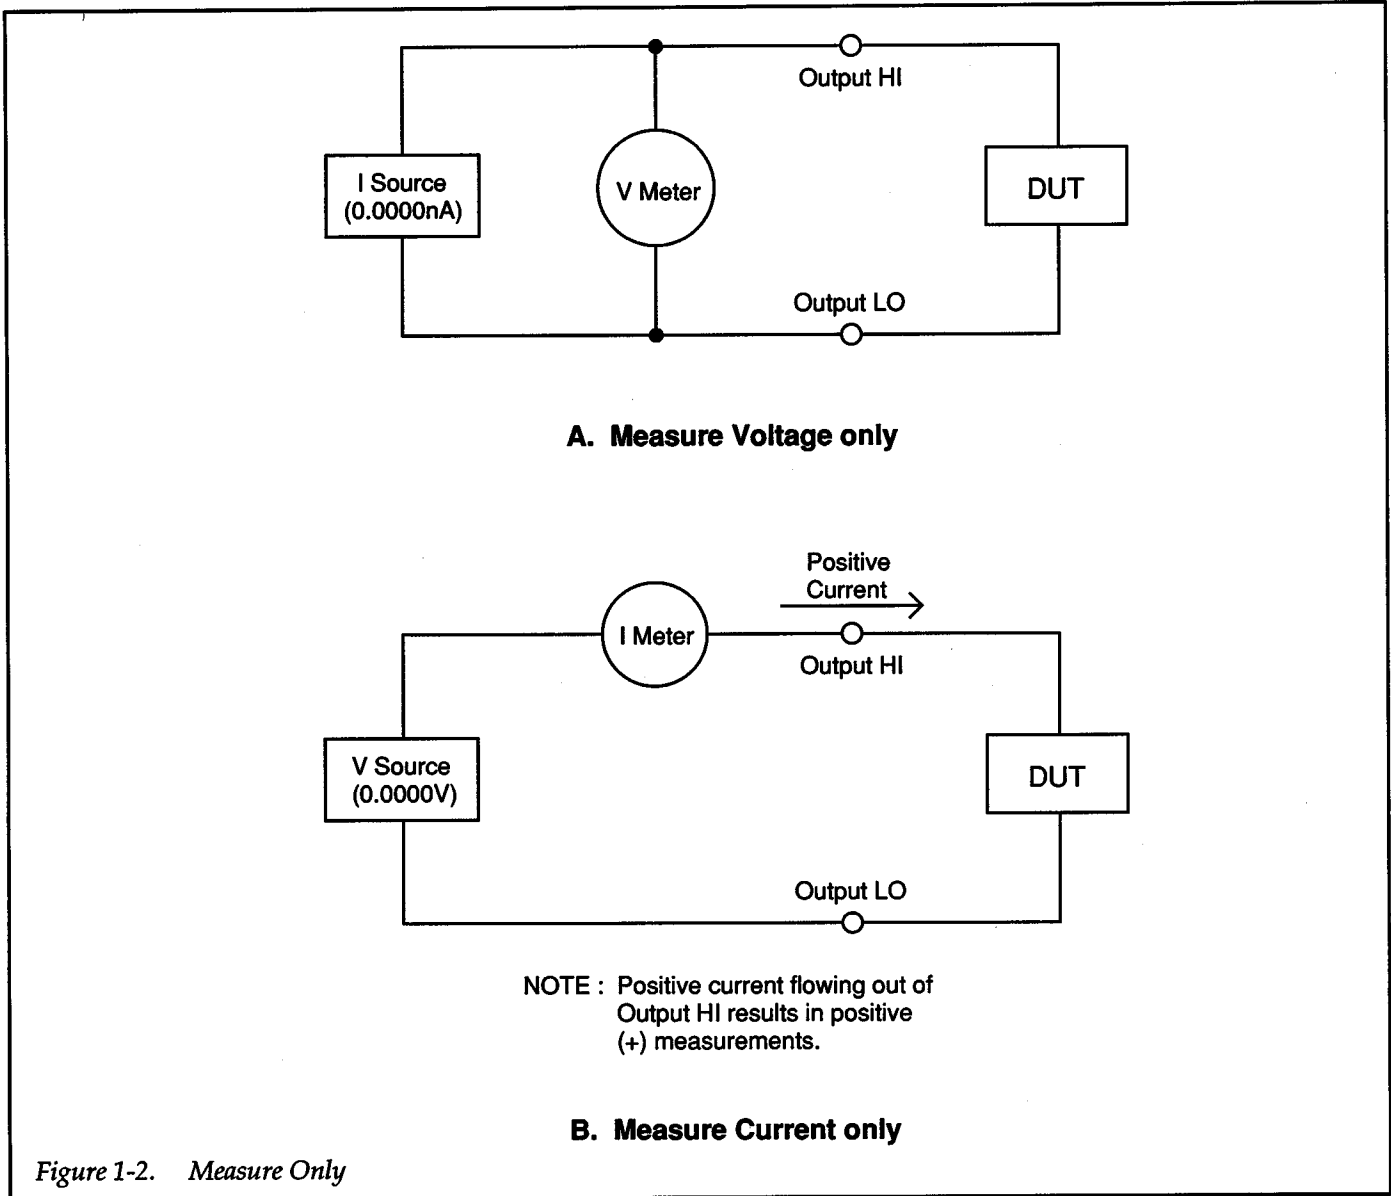 Output HI
I Source
(0.0000nA)
V Meter
DUT
Output LO
A. Measure Voltage only
Positive
Current
I Meter
Output HI
V Source
(0.0000V)
DUT
Output LO
NOTE : Positive current flowing out of
Output HI results in positive
(+) measurements.
B. Measure Current only
Figure 1-2. Measure Only